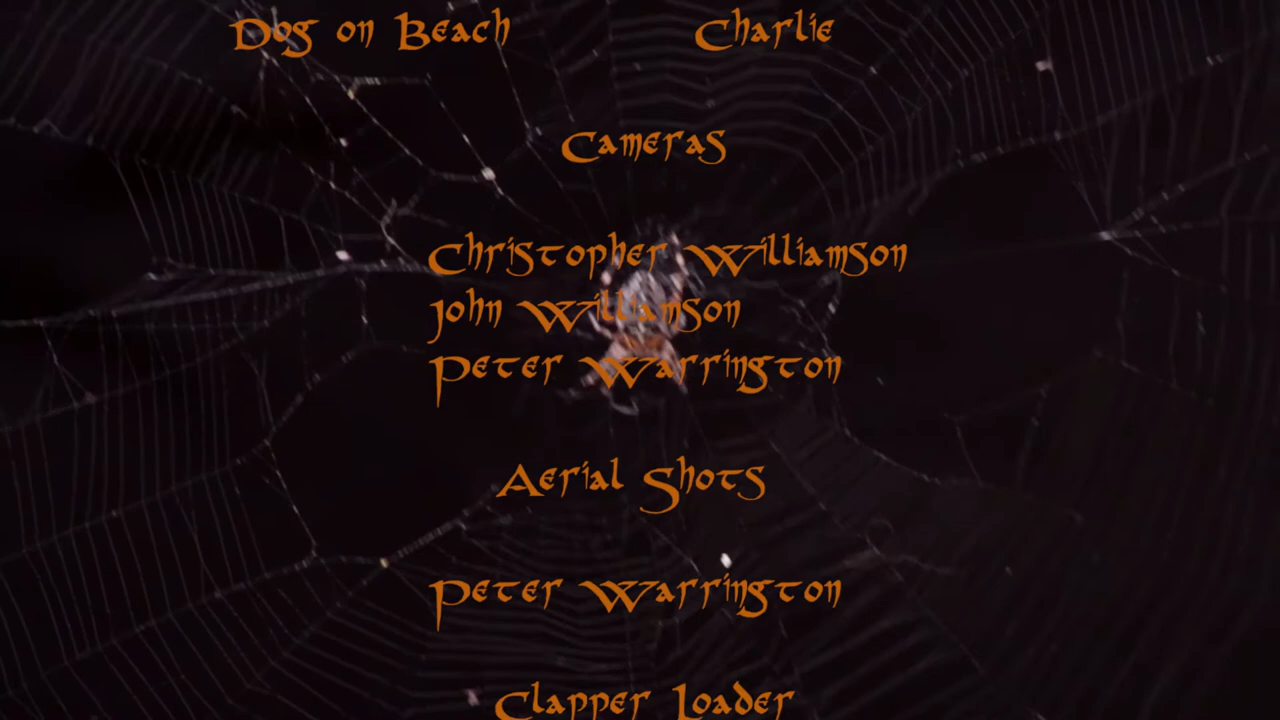 Dog on Beach Charlie
Cameras
Christopher Williamson
John Williamson
Peter Warrington
Aerial Shots
Peter Warrington
Clapper Loader